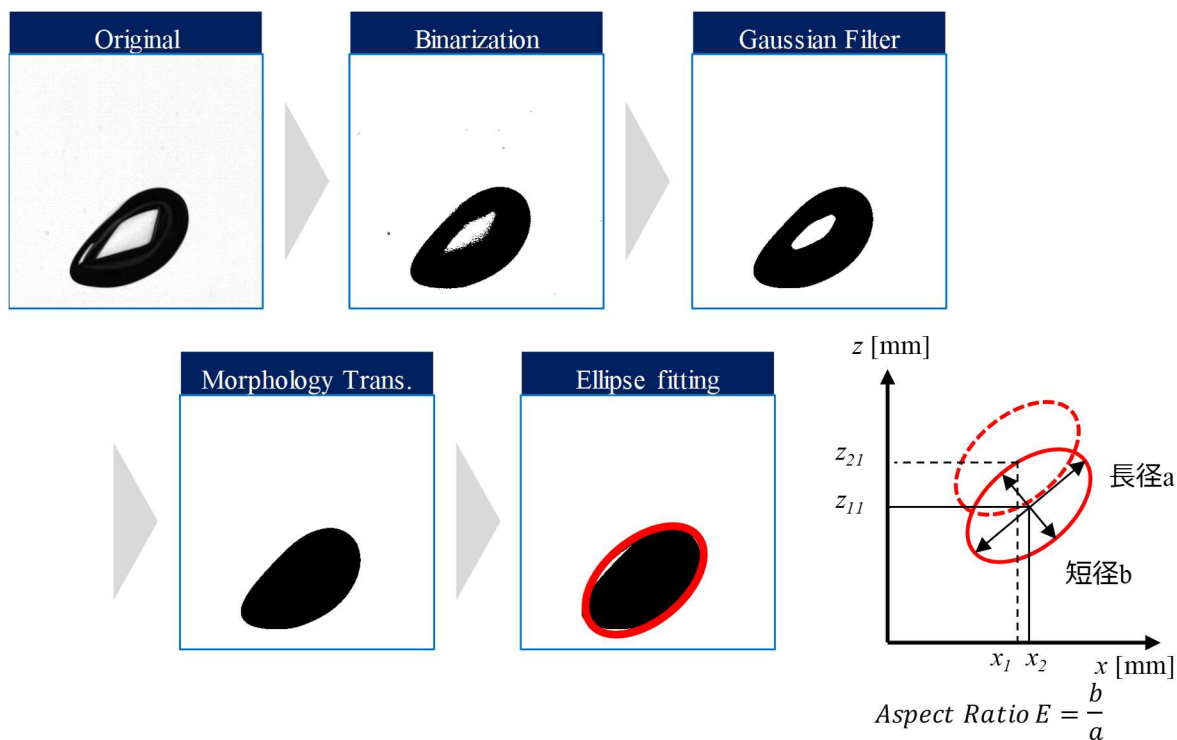 Original
Binarization
Gaussian Filter
Morphology Trans.
Ellipse fitting
z [mm]
z21
長径a
z11
短径b
x1 x2
x [mm]
Aspect Ratio E = b/a